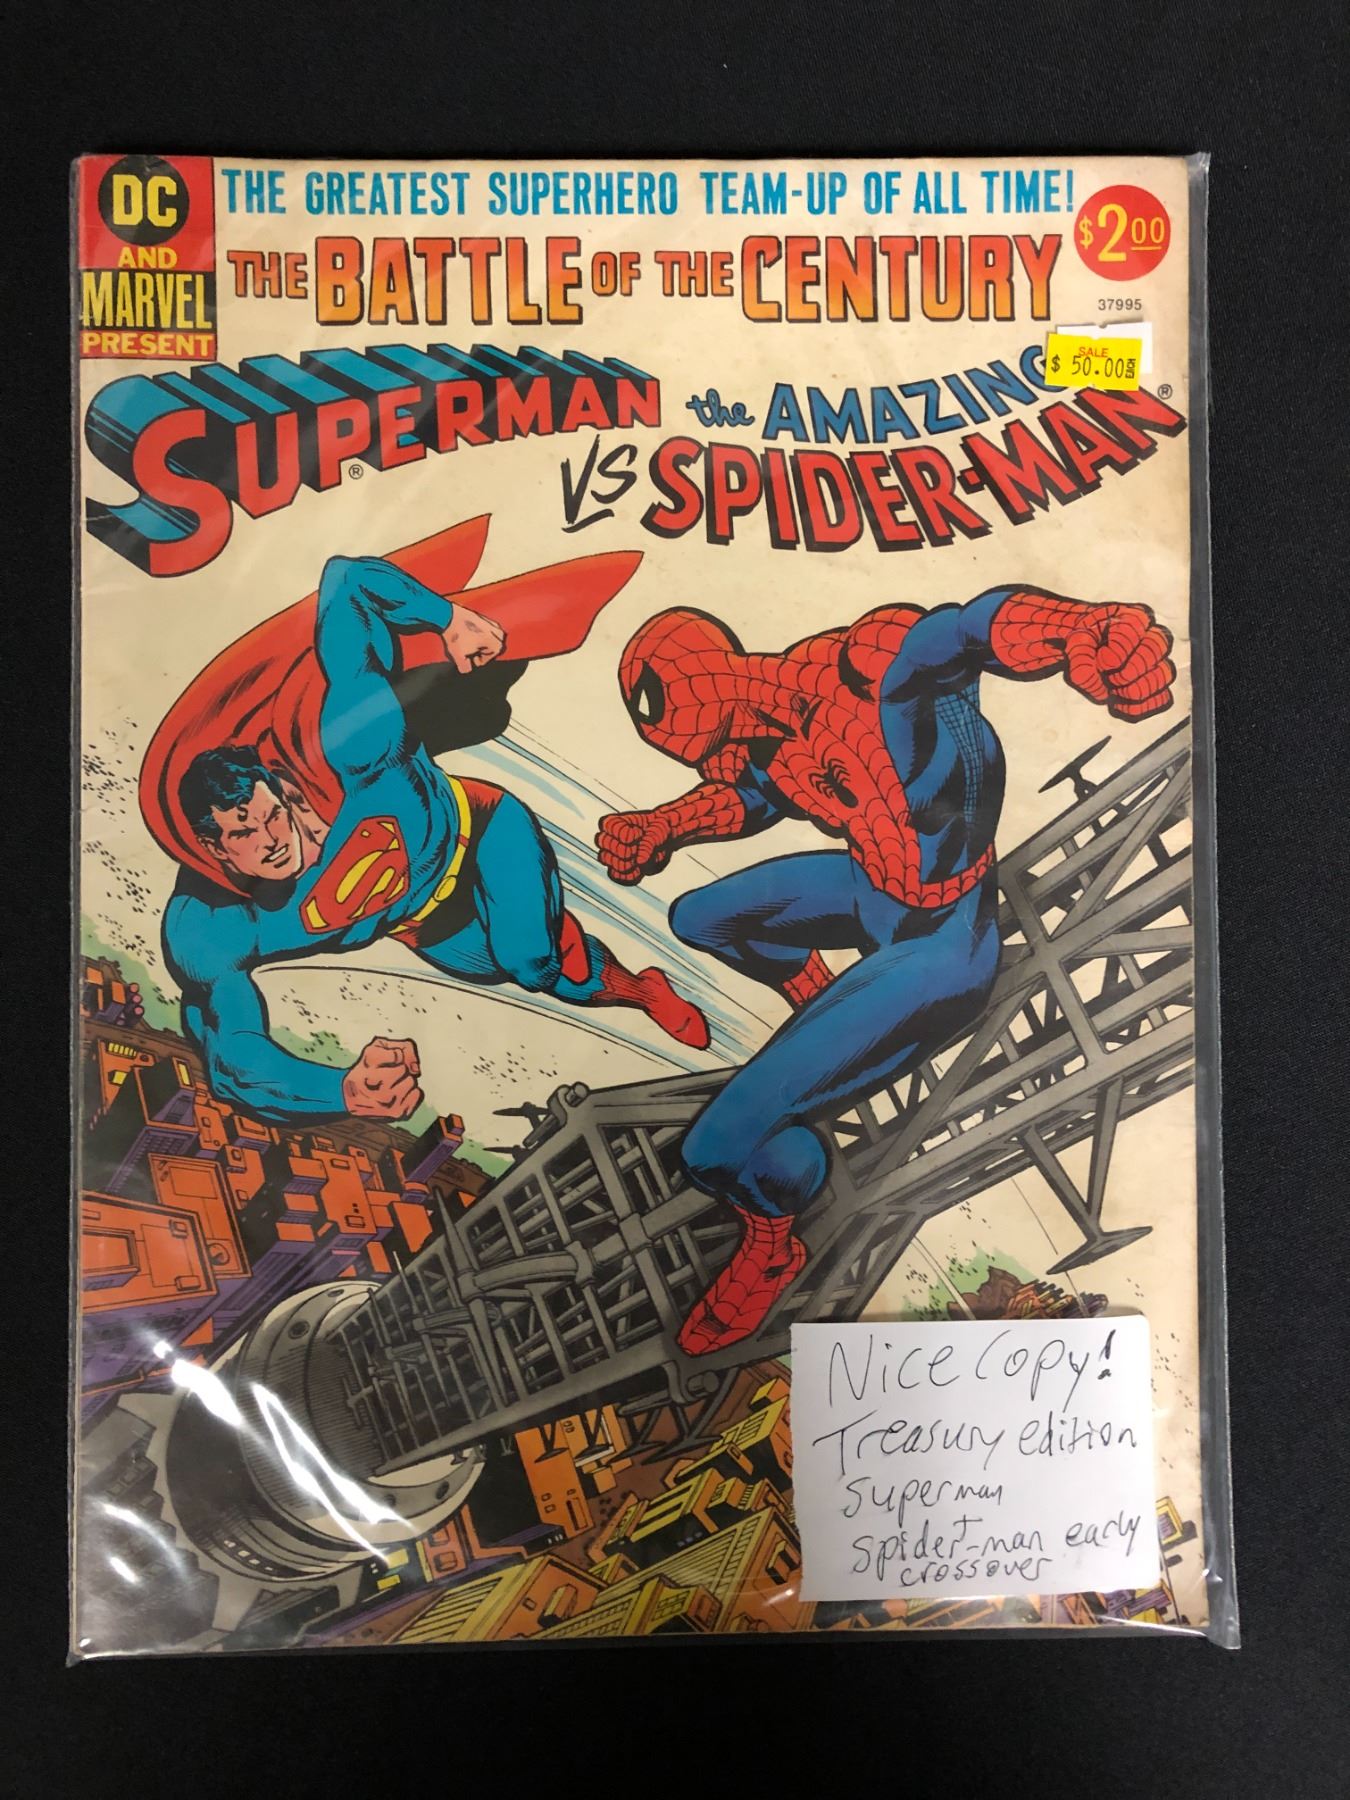 DC
AND
MARVEL
PRESENT
THE GREATEST SUPERHERO TEAM-UP OF ALL TIME!
$2.00
THE BATTLE OF THE CENTURY
37995
SALE
$ 50.00 EACH
SUPERMAN®
VS
the AMAZING
SPIDER-MAN®
S
Nice Copy!
Treasury edition
Superman
+
Spider-man early
crossover